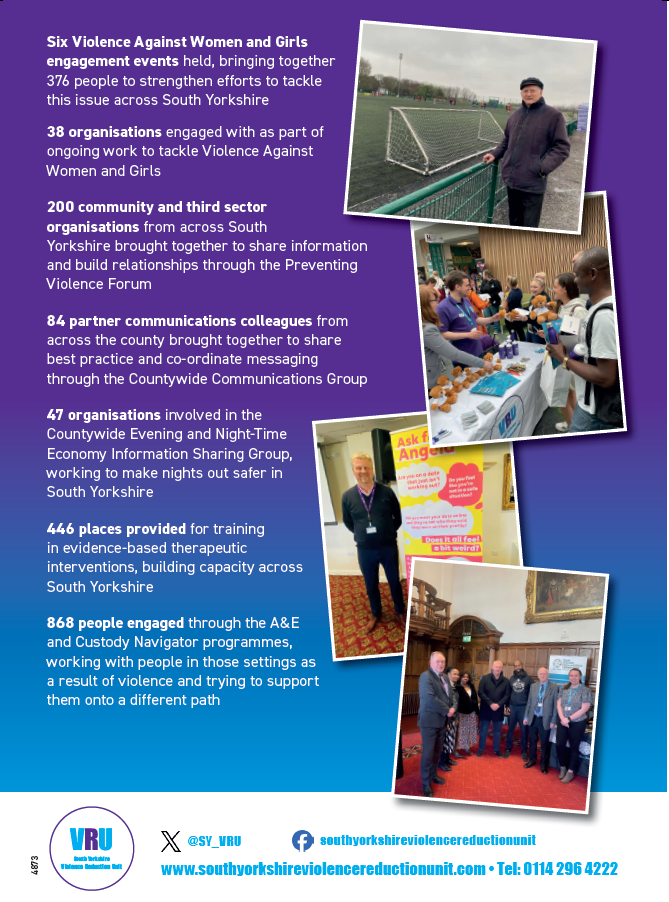 Six Violence Against Women and Girls
engagement events held, bringing together
376 people to strengthen efforts to tackle
this issue across South Yorkshire
38 organisations engaged with as part of
ongoing work to tackle Violence Against
Women and Girls
200 community and third sector
organisations from across South
Yorkshire brought together to share information
and build relationships through the Preventing
Violence Forum
84 partner communications colleagues from
across the county brought together to share
best practice and co-ordinate messaging
through the Countywide Communications Group
47 organisations involved in the
Countywide Evening and Night-Time
Economy Information Sharing Group,
working to make nights out safer in
South Yorkshire
446 places provided for training
in evidence-based therapeutic
interventions, building capacity across
South Yorkshire
868 people engaged through the A&E
and Custody Navigator programmes,
working with people in those settings as
a result of violence and trying to support
them onto a different path
VRU
Ask f
Angela
Are you on a date
that just isn't
working out?
Does it all feel
a bit weird?
4873
VRU
South Yorkshire
Violence Reduction Unit
@SY_VRU
southyorkshireviolencereductionunit
www.southyorkshireviolencereductionunit.com • Tel: 0114 296 4222